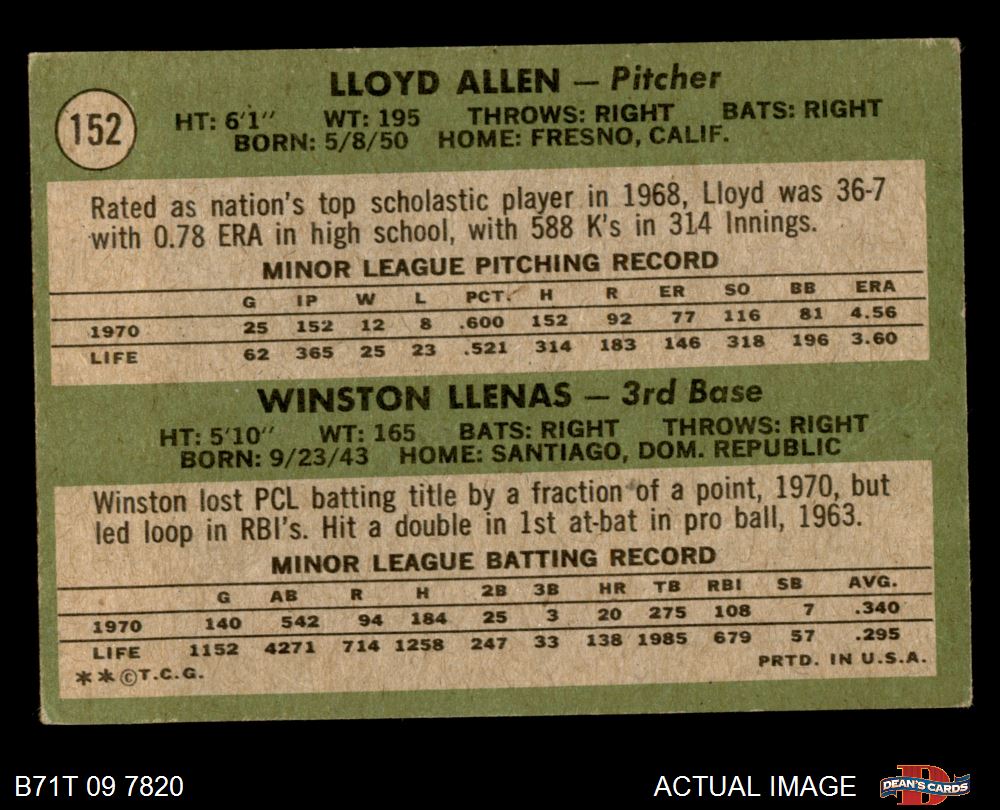 LLOYD ALLEN — Pitcher
152
HT: 6'1" WT: 195 THROWS: RIGHT BATS: RIGHT
BORN: 5/8/50 HOME: FRESNO, CALIF.
Rated as nation's top scholastic player in 1968, Lloyd was 36-7
with 0.78 ERA in high school, with 588 K's in 314 Innings.
MINOR LEAGUE PITCHING RECORD
G IP W L PCT. H R ER SO BB ERA
1970 25 152 12 8 .600 152 92 77 116 81 4.56
LIFE 62 365 25 23 .521 314 183 146 318 196 3.60
WINSTON LLENAS — 3rd Base
HT: 5'10" WT: 165 BATS: RIGHT THROWS: RIGHT
BORN: 9/23/43 HOME: SANTIAGO, DOM. REPUBLIC
Winston lost PCL batting title by a fraction of a point, 1970, but
led loop in RBI's. Hit a double in 1st at-bat in pro ball, 1963.
MINOR LEAGUE BATTING RECORD
G AB R H 2B 3B HR TB RBI SB AVG.
1970 140 542 94 184 25 3 20 275 108 7 .340
LIFE 1152 4271 714 1258 247 33 138 1985 679 57 .295
**©T.C.G. PRTD. IN U.S.A.
B71T 09 7820 ACTUAL IMAGE D DEAN'S CARDS